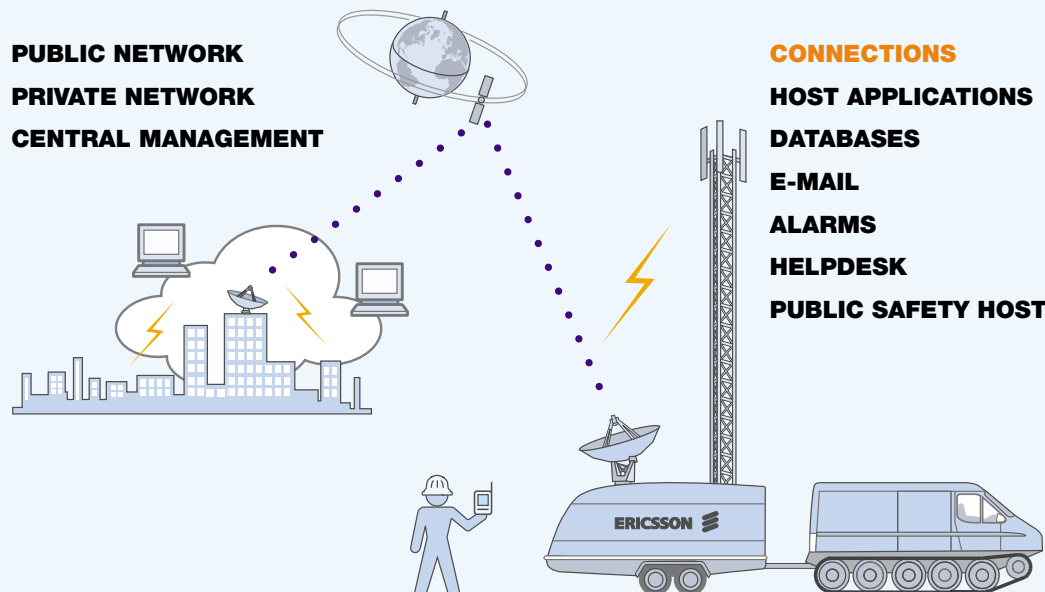 PUBLIC NETWORK
PRIVATE NETWORK
CENTRAL MANAGEMENT
CONNECTIONS
HOST APPLICATIONS
DATABASES
E-MAIL
ALARMS
HELPDESK
PUBLIC SAFETY HOST
ERICSSON